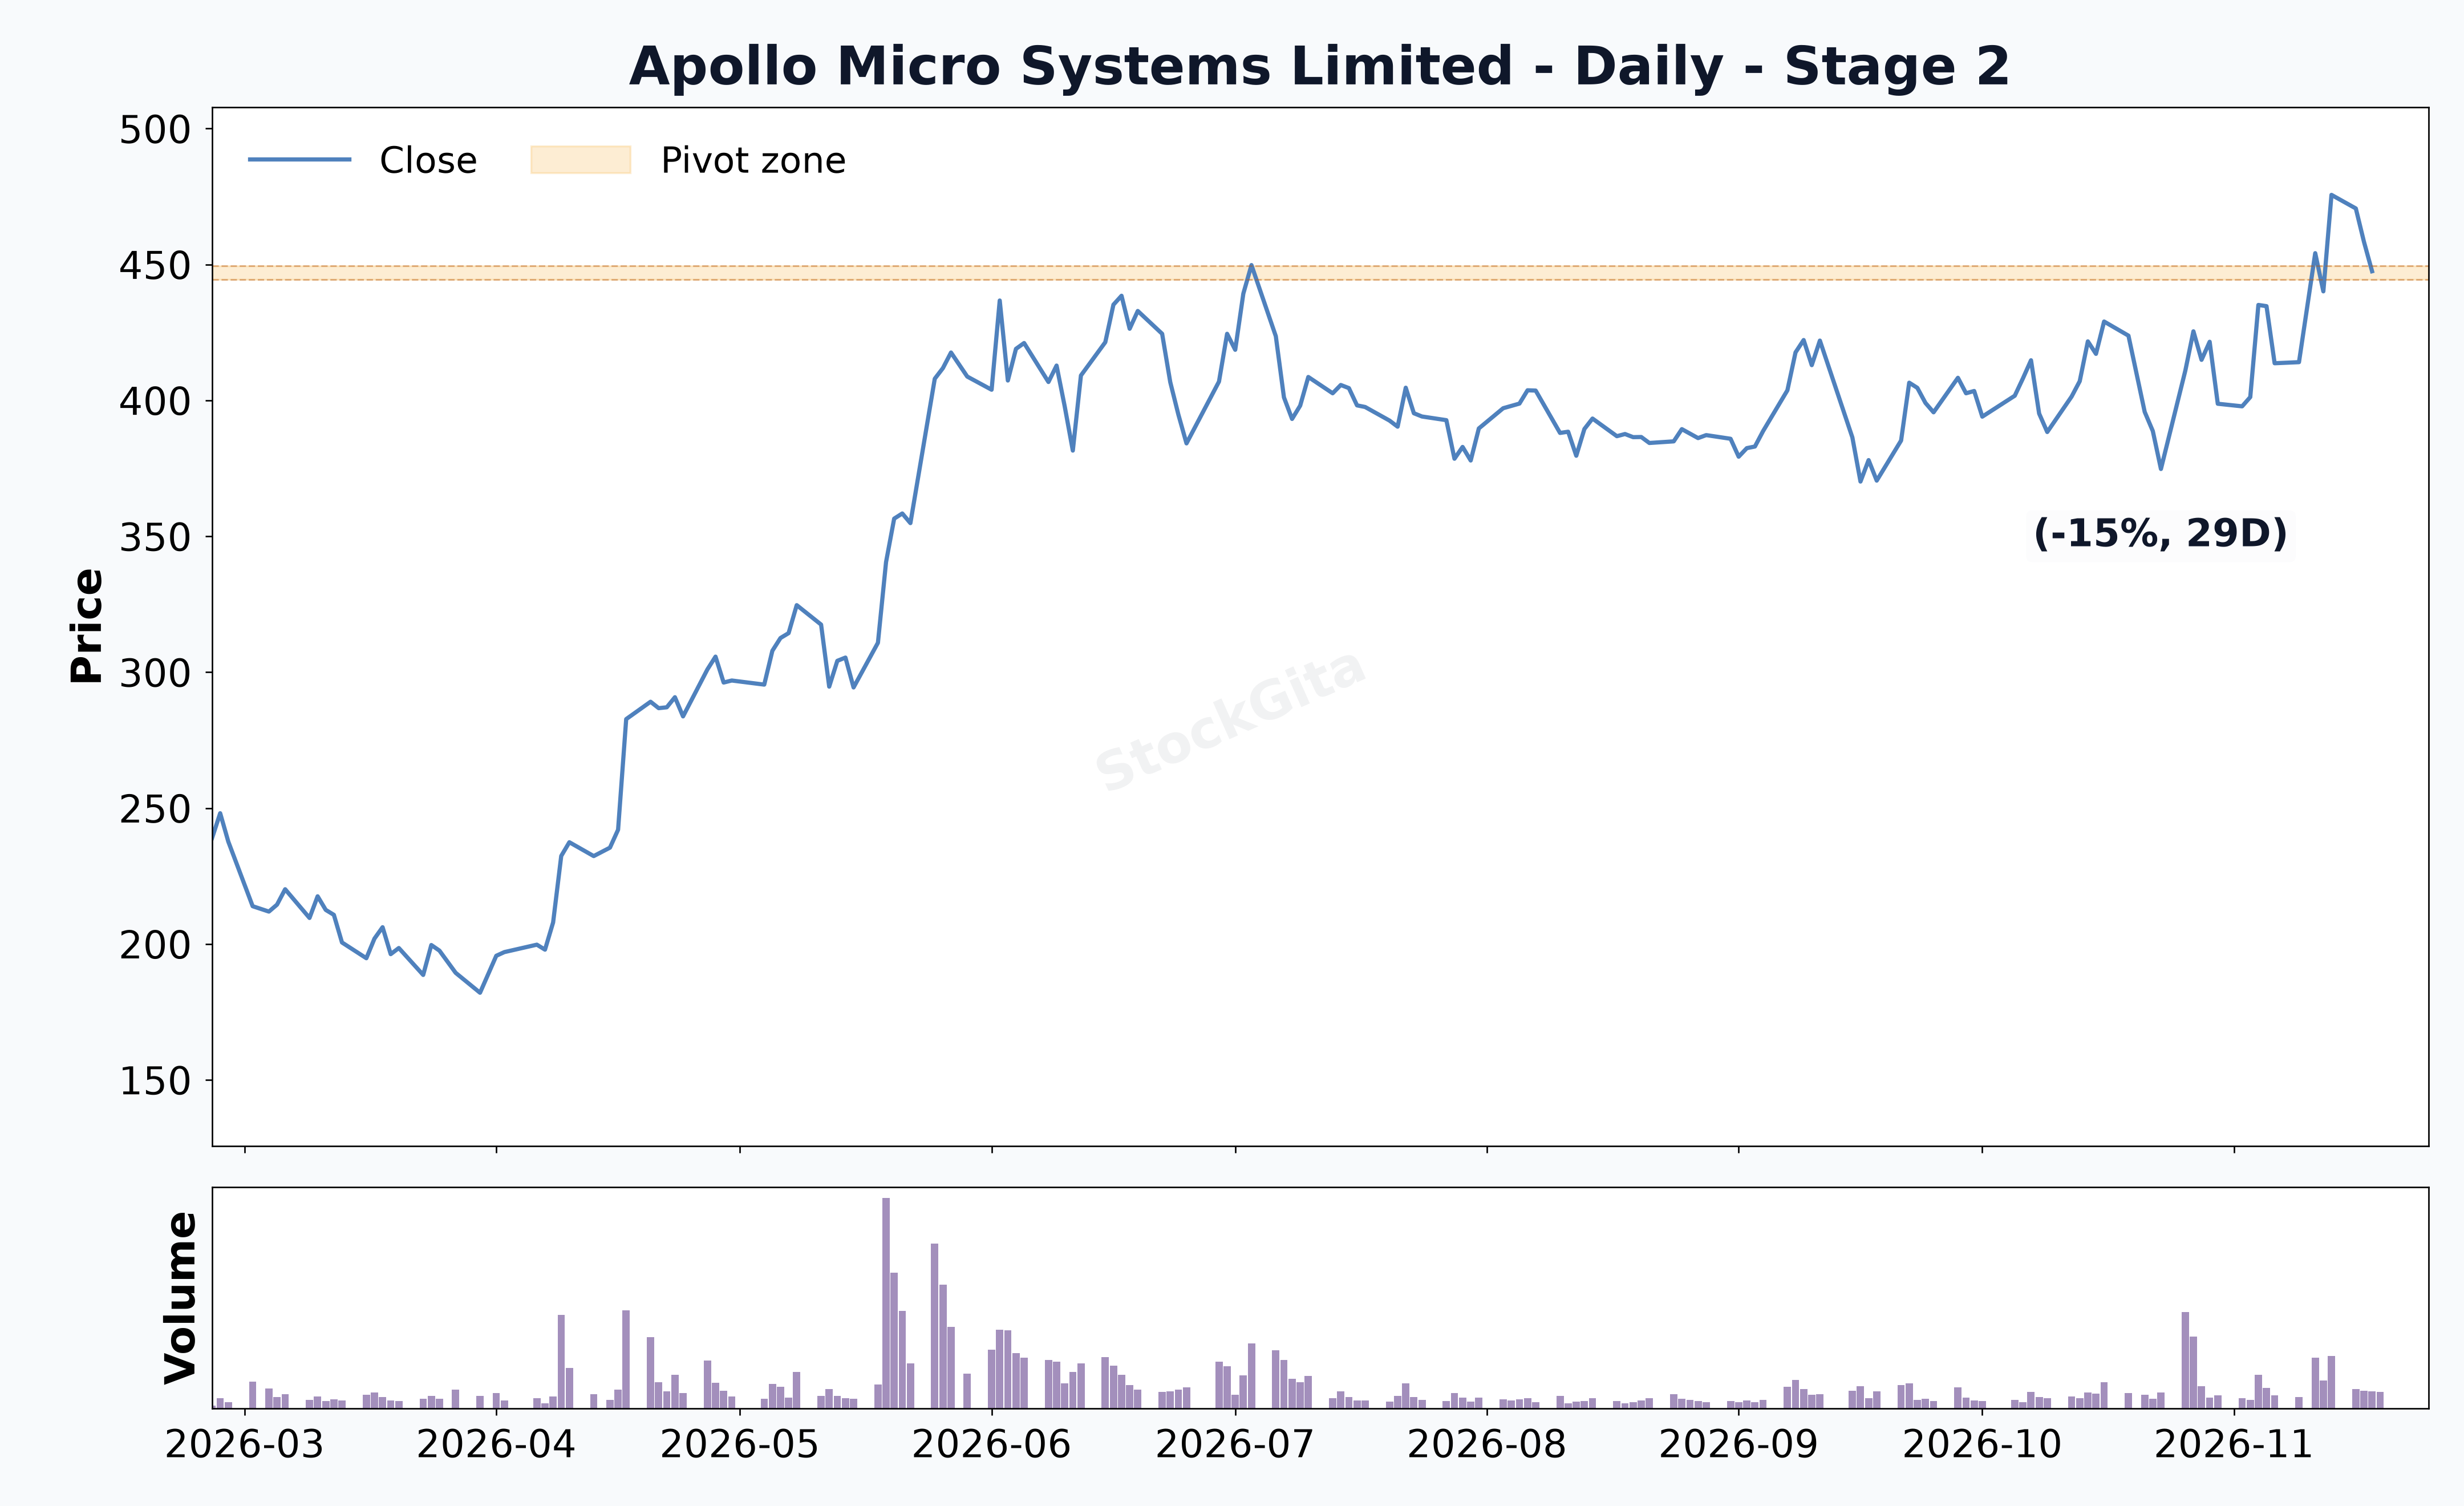 Apollo Micro Systems Limited - Daily - Stage 2
Close
Pivot zone
500
450
400
350
300
250
200
150
Price
(-15%, 29D)
StockGita
Volume
2026-03
2026-04
2026-05
2026-06
2026-07
2026-08
2026-09
2026-10
2026-11